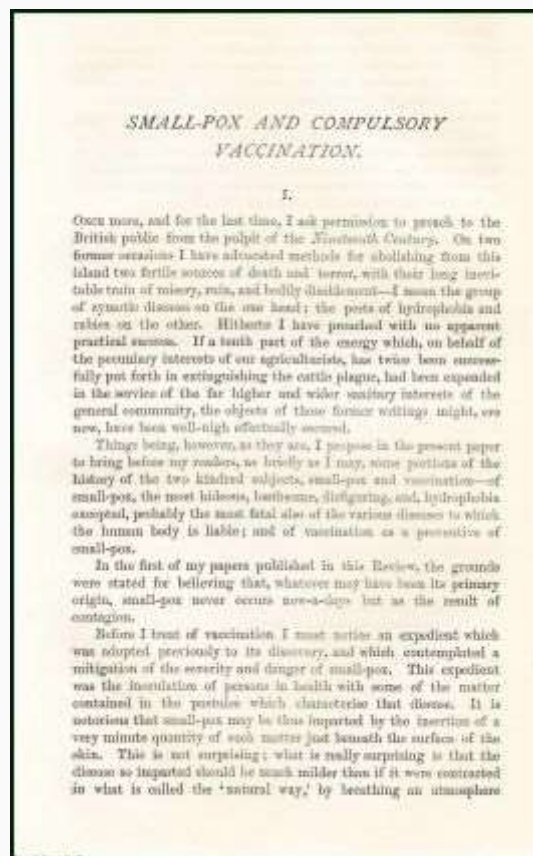 SMALL-POX AND COMPULSORY
VACCINATION.
I.
ONCE more, and for the last time, I ask permission to preach to the
British public from the pulpit of the Nineteenth Century. On two
former occasions I have advocated methods for abolishing from this
island two fertile sources of death and terror, with their long inevi-
table train of misery, ruin, and bodily disablement—I mean the group
of zymotic diseases on the one hand; the pests of hydrophobia and
rabies on the other. Hitherto I have preached with no apparent
practical success. If a tenth part of the energy which, on behalf of
the pecuniary interests of our agriculturists, has twice been success-
fully put forth in extinguishing the cattle plague, had been expended
in the service of the far higher and wider sanitary interests of the
general community, the objects of those former writings might, ere
now, have been well-nigh effectually secured.
Things being, however, as they are, I propose in the present paper
to bring before my readers, as briefly as I may, some portions of the
history of the two kindred subjects, small-pox and vaccination—of
small-pox, the most hideous, loathsome, disfiguring, and, hydrophobia
excepted, probably the most fatal also of the various diseases to which
the human body is liable; and of vaccination as a preventive of
small-pox.
In the first of my papers published in this Review, the grounds
were stated for believing that, whatever may have been its primary
origin, small-pox never occurs now-a-days but as the result of
contagion.
Before I treat of vaccination I must notice an expedient which
was adopted previously to its discovery, and which contemplated a
mitigation of the severity and danger of small-pox. This expedient
was the inoculation of persons in health with some of the matter
contained in the pustules which characterise that disease. It is
notorious that small-pox may be thus imparted by the insertion of a
very minute quantity of such matter just beneath the surface of the
skin. This is not surprising; what is really surprising is that the
disease so imparted should be much milder than if it were contracted
in what is called the 'natural way,' by breathing an atmosphere